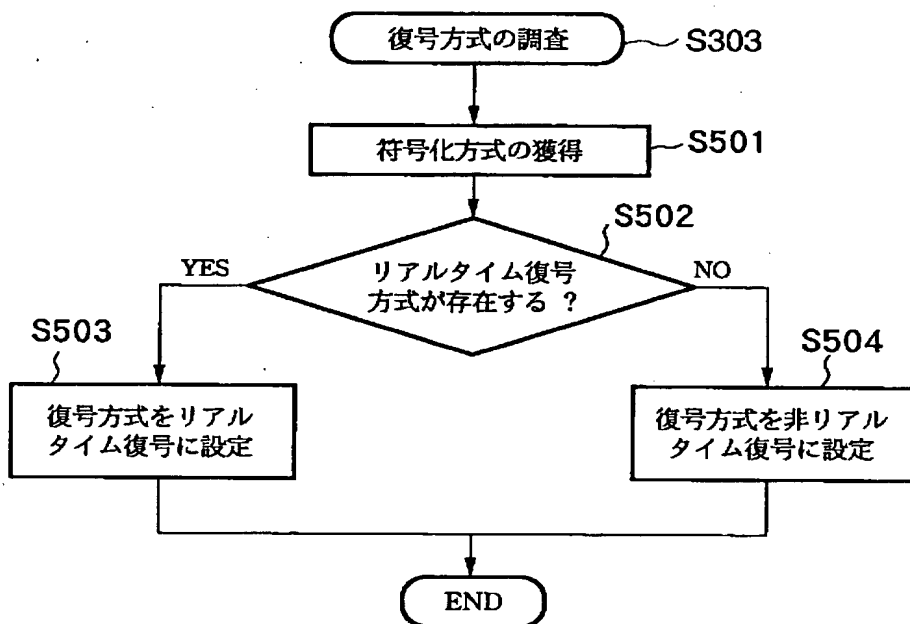 復号方式の調査
S303
符号化方式の獲得
S501
S502
リアルタイム復号
方式が存在する ?
YES
NO
S503
復号方式をリアル
タイム復号に設定
S504
復号方式を非リアル
タイム復号に設定
END